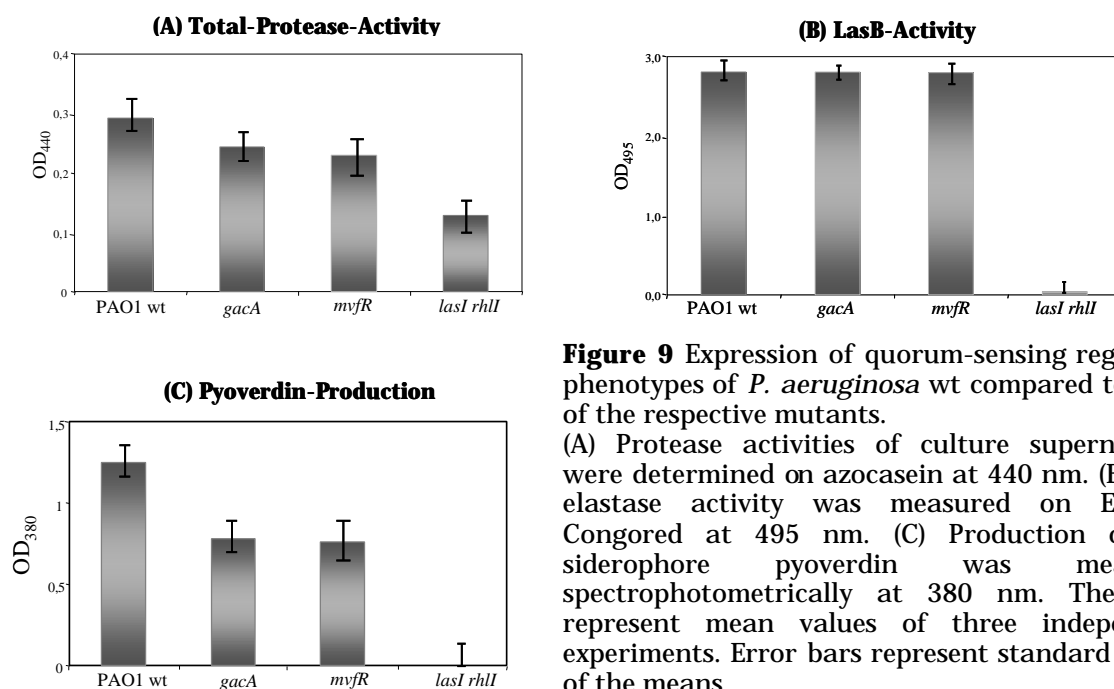 (A) Total-Protease-Activity
0,4
0,3
0,2
0,1
0
OD440
PAO1 wt gacA mvfR lasI rhlI
(B) LasB-Activity
3,0
2,0
1,0
0,0
OD495
PAO1 wt gacA mvfR lasI rhlI
(C) Pyoverdin-Production
1,5
1
0,5
0
OD380
PAO1 wt gacA mvfR lasI rhlI
Figure 9 Expression of quorum-sensing reg
phenotypes of P. aeruginosa wt compared t
of the respective mutants.
(A) Protease activities of culture supern
were determined on azocasein at 440 nm. (
elastase activity was measured on E
Congored at 495 nm. (C) Production
siderophore pyoverdin was mea
spectrophotometrically at 380 nm. The
represent mean values of three indep
experiments. Error bars represent standard
of the means.